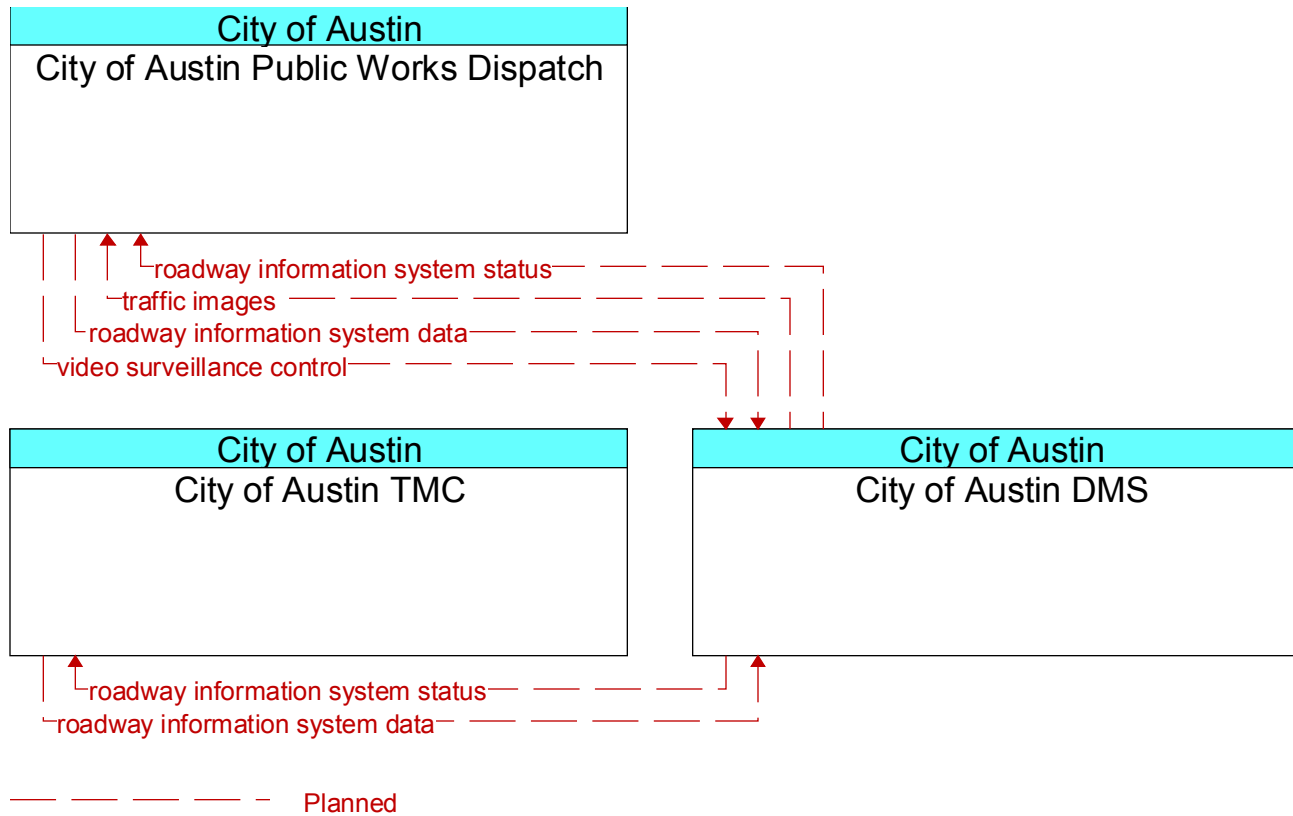 City of Austin
City of Austin Public Works Dispatch
roadway information system status
traffic images
roadway information system data
video surveillance control
City of Austin
City of Austin TMC
City of Austin
City of Austin DMS
roadway information system status
roadway information system data
Planned